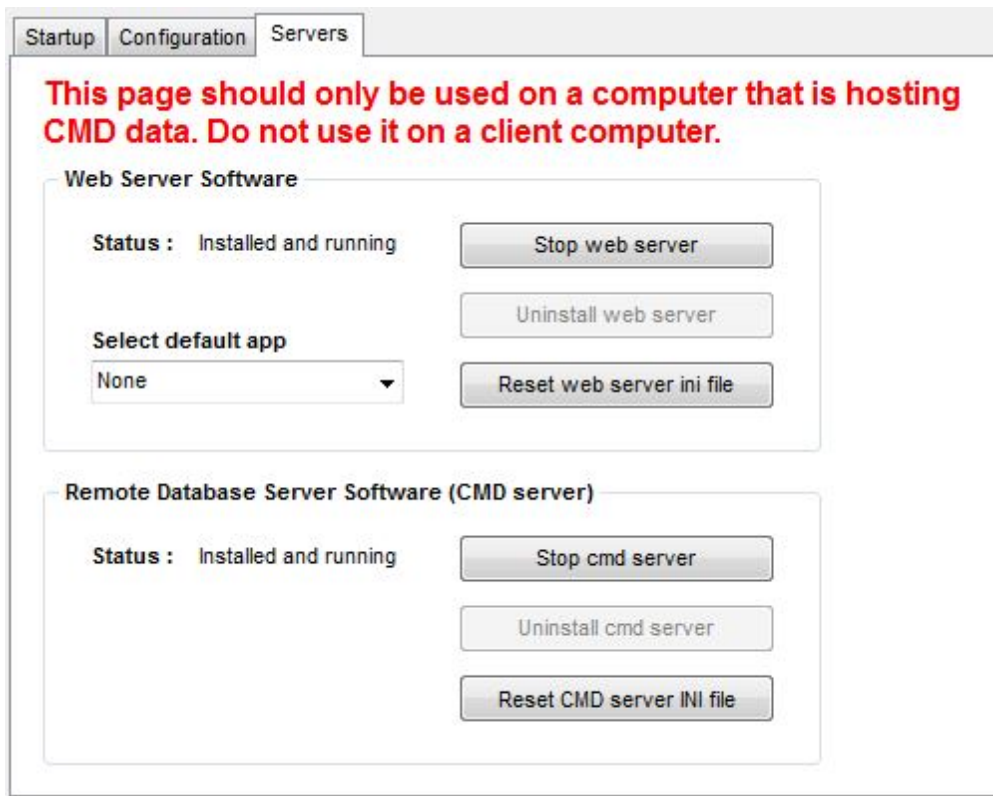 Startup Configuration Servers
This page should only be used on a computer that is hosting
CMD data. Do not use it on a client computer.
Web Server Software
Status : Installed and running Stop web server
Uninstall web server
Select default app
None Reset web server ini file
Remote Database Server Software (CMD server)
Status : Installed and running Stop cmd server
Uninstall cmd server
Reset CMD server INI file